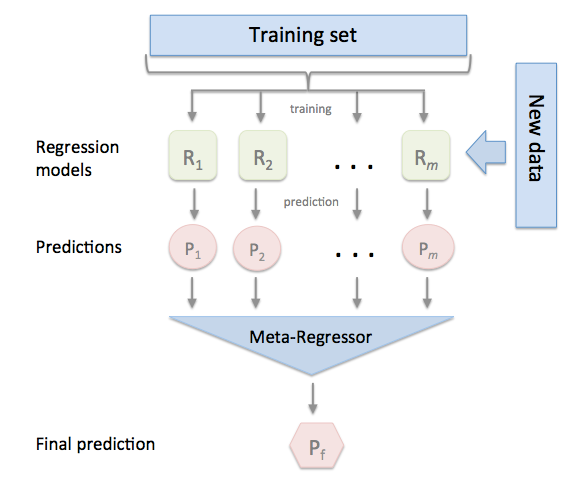 Training set
training
New data
Regression
models
R1 R2 . . . Rm
prediction
Predictions
P1 P2 . . . Pm
Meta-Regressor
Final prediction
Pf